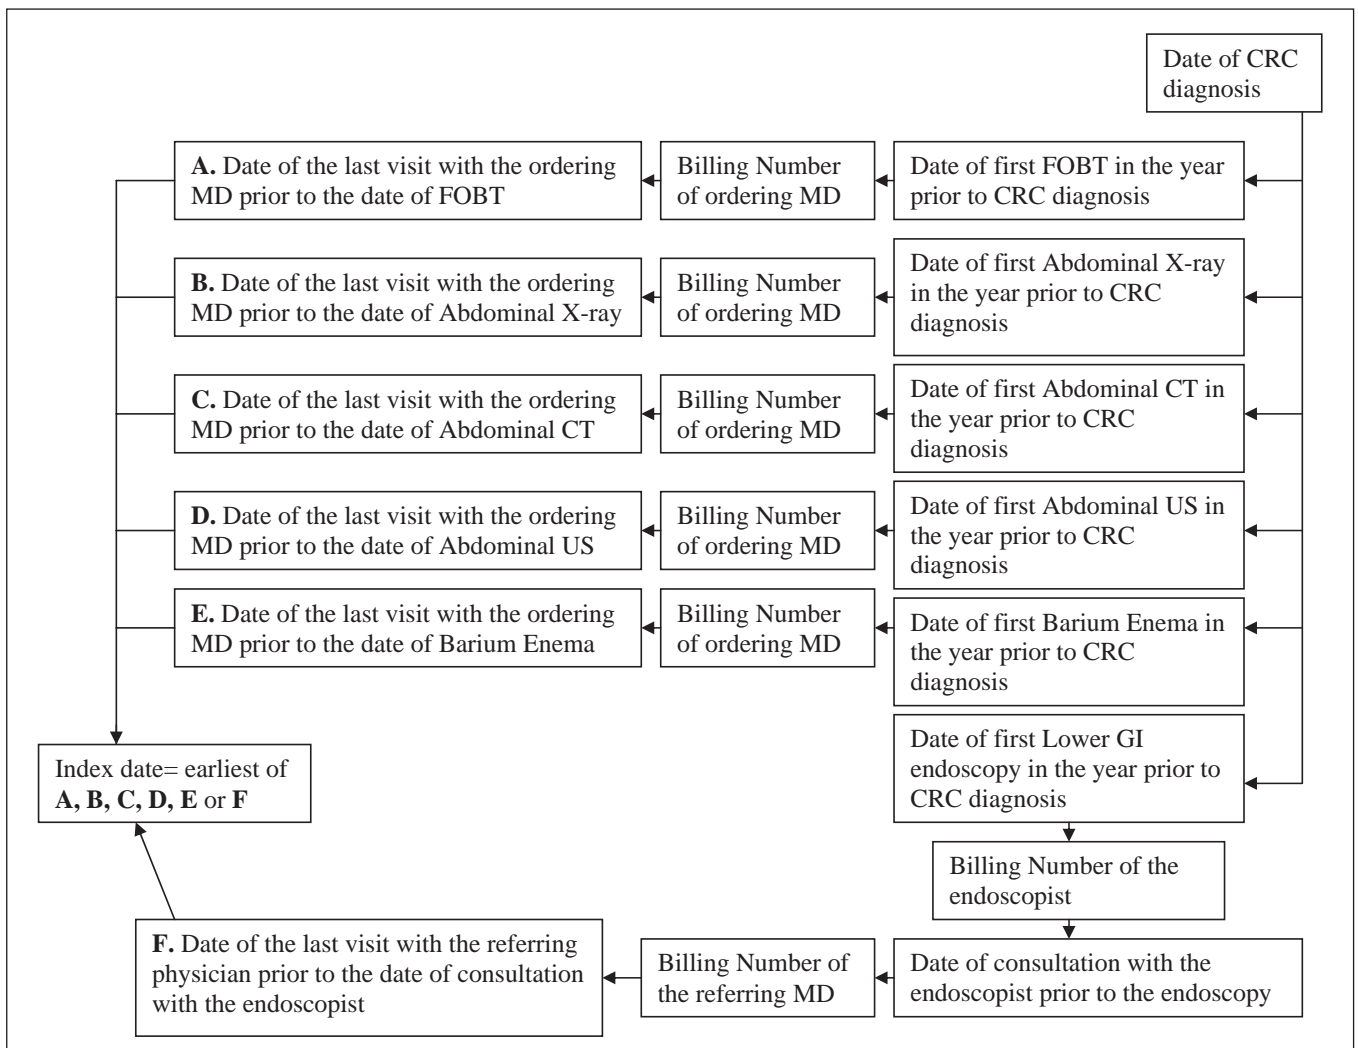 Date of CRC
diagnosis
A. Date of the last visit with the ordering
MD prior to the date of FOBT
Billing Number
of ordering MD
Date of first FOBT in the year
prior to CRC diagnosis
B. Date of the last visit with the ordering
MD prior to the date of Abdominal X-ray
Billing Number
of ordering MD
Date of first Abdominal X-ray
in the year prior to CRC
diagnosis
C. Date of the last visit with the ordering
MD prior to the date of Abdominal CT
Billing Number
of ordering MD
Date of first Abdominal CT in
the year prior to CRC
diagnosis
D. Date of the last visit with the ordering
MD prior to the date of Abdominal US
Billing Number
of ordering MD
Date of first Abdominal US in
the year prior to CRC
diagnosis
E. Date of the last visit with the ordering
MD prior to the date of Barium Enema
Billing Number
of ordering MD
Date of first Barium Enema in
the year prior to CRC
diagnosis
Index date= earliest of
A, B, C, D, E or F
Date of first Lower GI
endoscopy in the year prior to
CRC diagnosis
Billing Number of the
endoscopist
F. Date of the last visit with the referring
physician prior to the date of consultation
with the endoscopist
Billing Number of
the referring MD
Date of consultation with the
endoscopist prior to the endoscopy